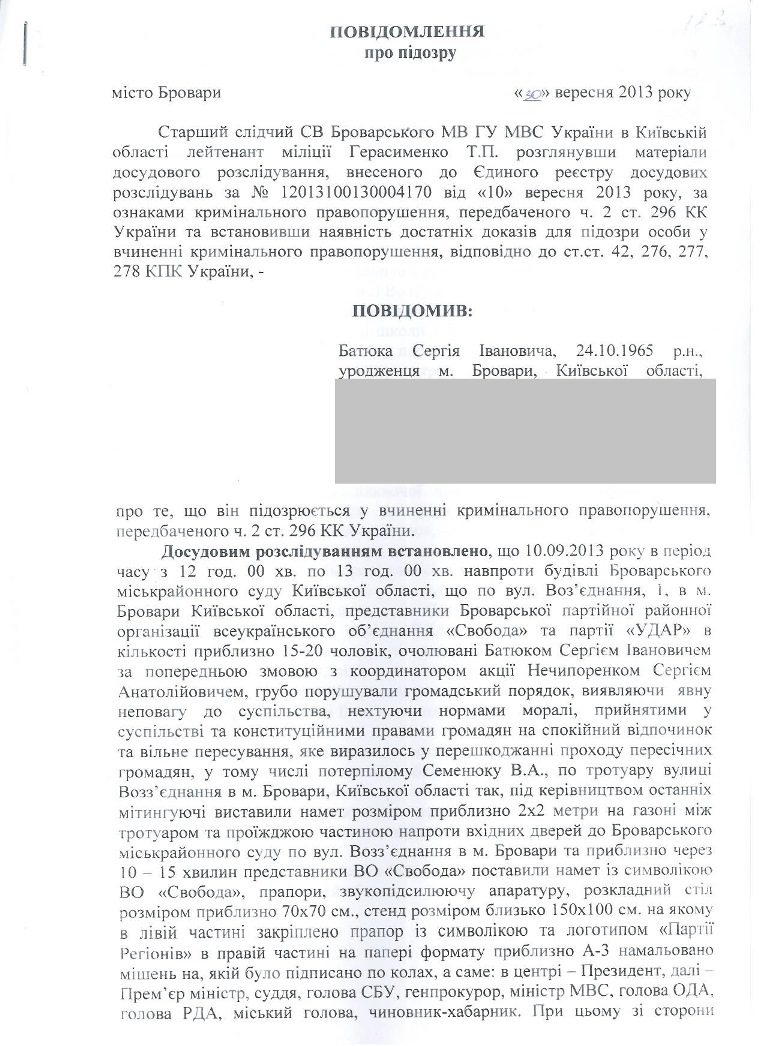 ПОВІДОМЛЕННЯ
про підозру
місто Бровари «30» вересня 2013 року
Старший слідчий СВ Броварського МВ ГУ МВС України в Київській
області лейтенант міліції Герасименко Т.П. розглянувши матеріали
досудового розслідування, внесеного до Єдиного реєстру досудових
розслідувань за № 12013100130004170 від «10» вересня 2013 року, за
ознаками кримінального правопорушення, передбаченого ч. 2 ст. 296 КК
України та встановивши наявність достатніх доказів для підозри особи у
вчиненні кримінального правопорушення, відповідно до ст.ст. 42, 276, 277,
278 КПК України, -
ПОВІДОМИВ:
Батюка Сергія Івановича, 24.10.1965 р.н.,
уродженця м. Бровари, Київської області,
про те, що він підозрюється у вчиненні кримінального правопорушення,
передбаченого ч. 2 ст. 296 КК України.
Досудовим розслідуванням встановлено, що 10.09.2013 року в період
часу з 12 год. 00 хв. по 13 год. 00 хв. навпроти будівлі Броварського
міськрайонного суду Київської області, що по вул. Воз’єднання, 1, в м.
Бровари Київської області, представники Броварської партійної районної
організації всеукраїнського об’єднання «Свобода» та партії «УДАР» в
кількості приблизно 15-20 чоловік, очолювані Батюком Сергієм Івановичем
за попередньою змовою з координатором акції Нечипоренком Сергієм
Анатолійовичем, грубо порушували громадський порядок, виявляючи явну
неповагу до суспільства, нехтуючи нормами моралі, прийнятими у
суспільстві та конституційними правами громадян на спокійний відпочинок
та вільне пересування, яке виразилось у перешкоджанні проходу пересічних
громадян, у тому числі потерпілому Семенюку В.А., по тротуару вулиці
Возз’єднання в м. Бровари, Київської області так, під керівництвом останніх
мітингуючі виставили намет розміром приблизно 2х2 метри на газоні між
тротуаром та проїжджою частиною напроти вхідних дверей до Броварського
міськрайонного суду по вул. Возз’єднання в м. Бровари та приблизно через
10 – 15 хвилин представники ВО «Свобода» поставили намет із символікою
ВО «Свобода», прапори, звукопідсилюючу апаратуру, розкладний стіл
розміром приблизно 70х70 см., стенд розміром близько 150х100 см. на якому
в лівій частині закріплено прапор із символікою та логотипом «Партії
Регіонів» в правій частині на папері формату приблизно А-3 намальовано
мішень на, якій було підписано по колах, а саме: в центрі – Президент, далі –
Прем’єр міністр, суддя, голова СБУ, генпрокурор, міністр МВС, голова ОДА,
голова РДА, міський голова, чиновник-хабарник. При цьому зі сторони